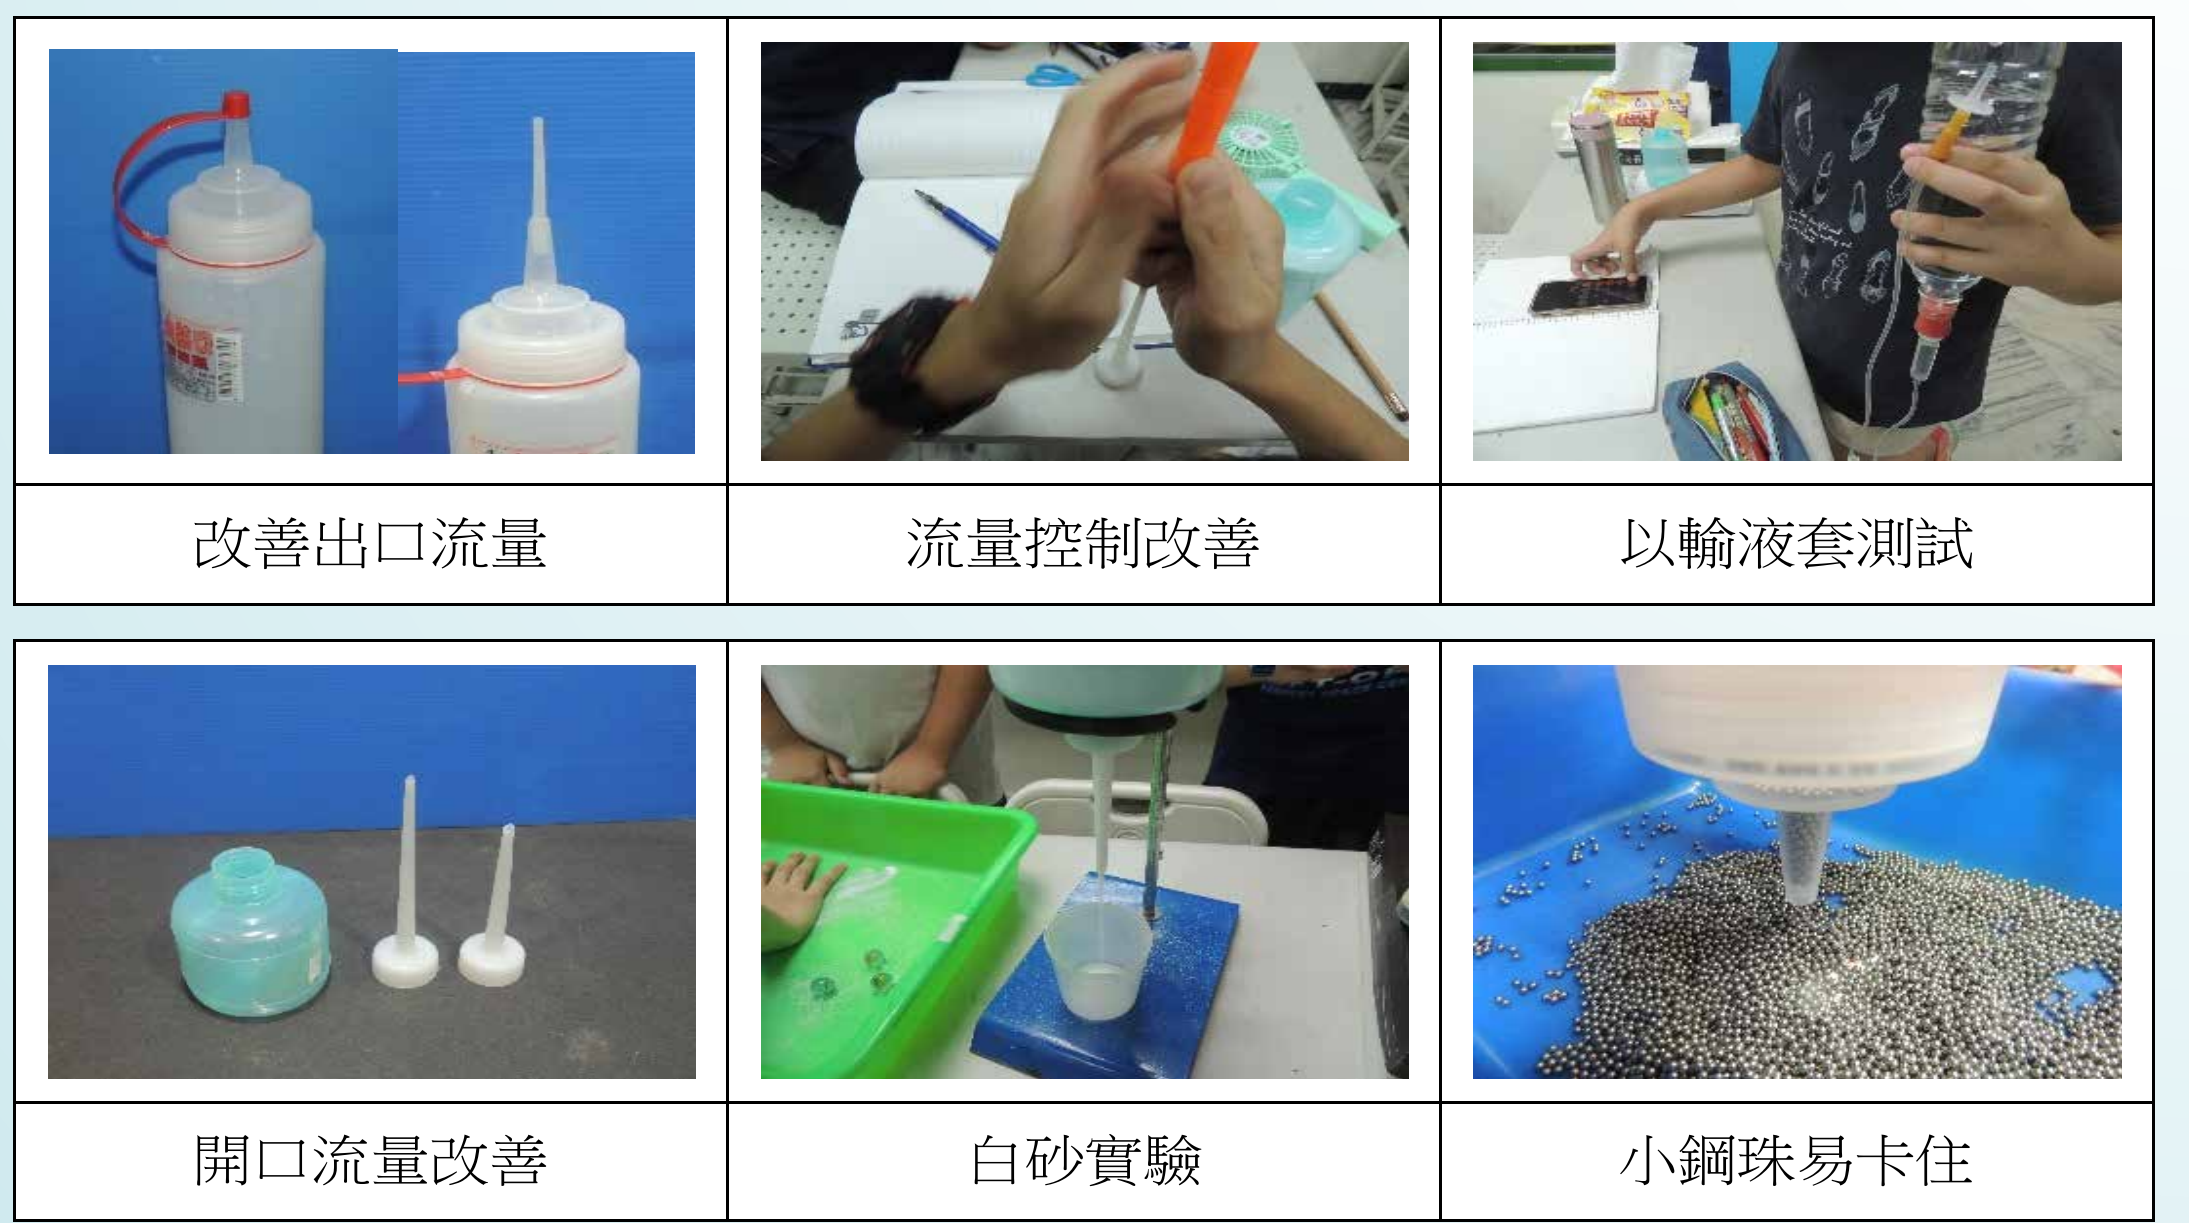 改善出口流量
流量控制改善
以輸液套測試
開口流量改善
白砂實驗
小鋼珠易卡住